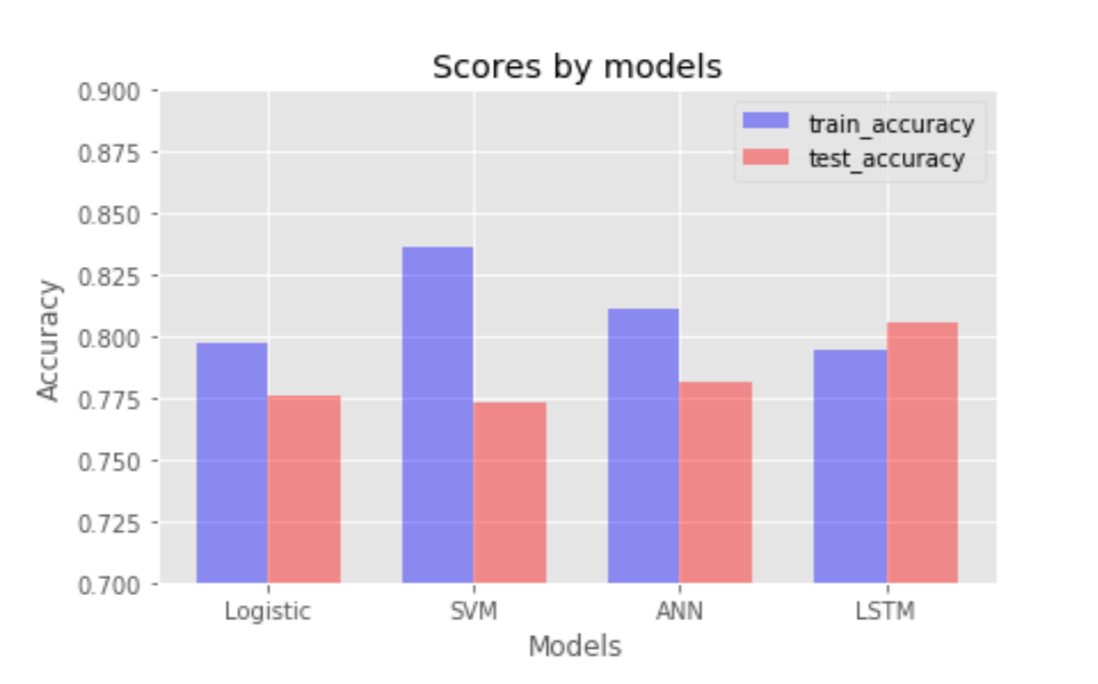 Scores by models
0.900
0.875
0.850
0.825
0.800
0.775
0.750
0.725
0.700
Accuracy
train_accuracy
test_accuracy
Logistic SVM ANN LSTM
Models